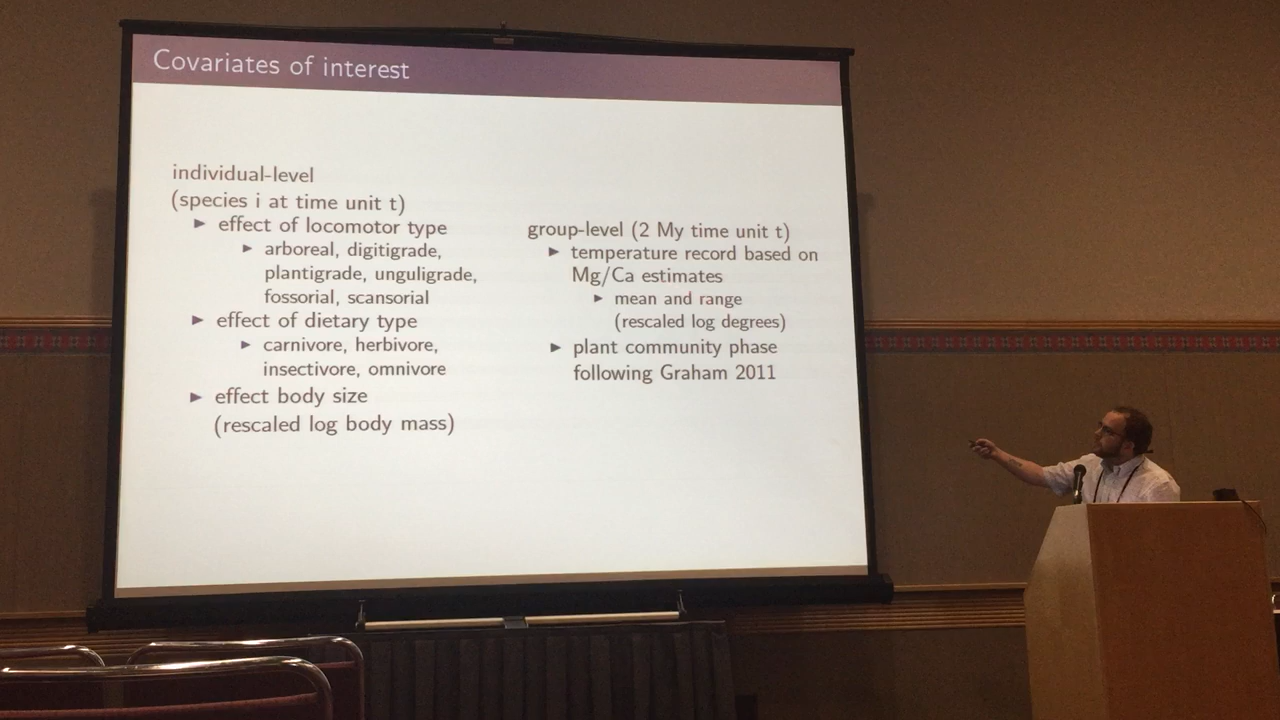 Covariates of interest
individual-level
(species i at time unit t)
► effect of locomotor type
► arboreal, digitigrade,
plantigrade, unguligrade,
fossorial, scansorial
► effect of dietary type
► carnivore, herbivore,
insectivore, omnivore
► effect body size
(rescaled log body mass)
group-level (2 My time unit t)
► temperature record based on
Mg/Ca estimates
► mean and range
(rescaled log degrees)
► plant community phase
following Graham 2011